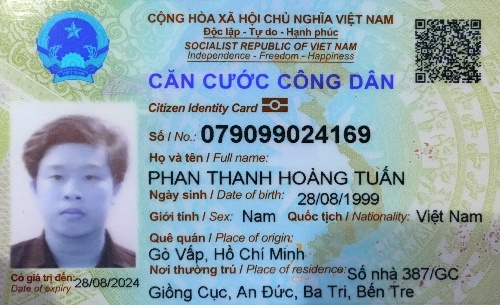 CỘNG HÒA XÃ HỘI CHỦ NGHĨA VIỆT NAM
Độc lập - Tự do - Hạnh phúc
SOCIALIST REPUBLIC OF VIET NAM
Independence - Freedom - Happiness
CĂN CƯỚC CÔNG DÂN
Citizen Identity Card
Số / No.: 079099024169
Họ và tên / Full name:
PHAN THANH HOÀNG TUẤN
Ngày sinh / Date of birth: 28/08/1999
Giới tính / Sex: Nam Quốc tịch / Nationality: Việt Nam
Quê quán / Place of origin:
Gò Vấp, Hồ Chí Minh
Nơi thường trú / Place of residence: Số nhà 387/GC
Giồng Cục, An Đức, Ba Tri, Bến Tre
Có giá trị đến: 28/08/2024
Date of expiry